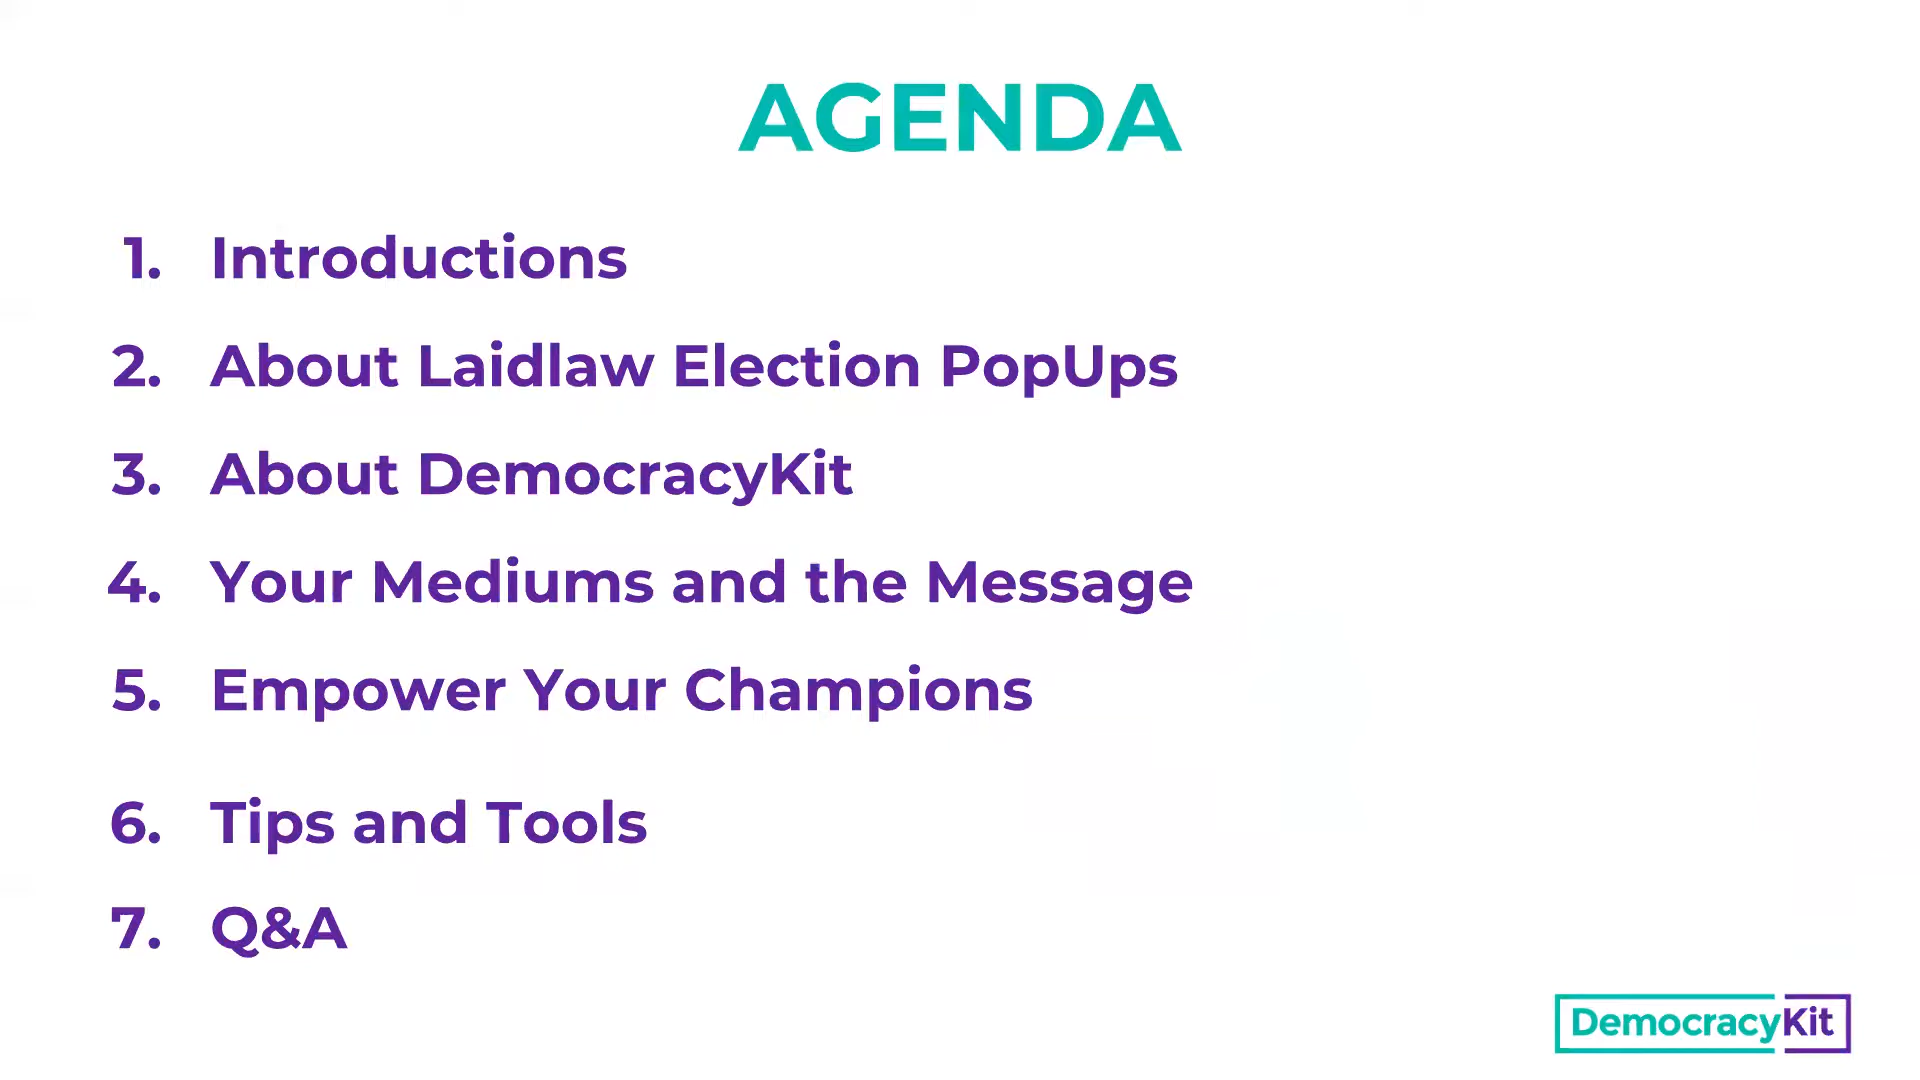 AGENDA
1. Introductions
2. About Laidlaw Election PopUps
3. About DemocracyKit
4. Your Mediums and the Message
5. Empower Your Champions
6. Tips and Tools
7. Q&A
DemocracyKit